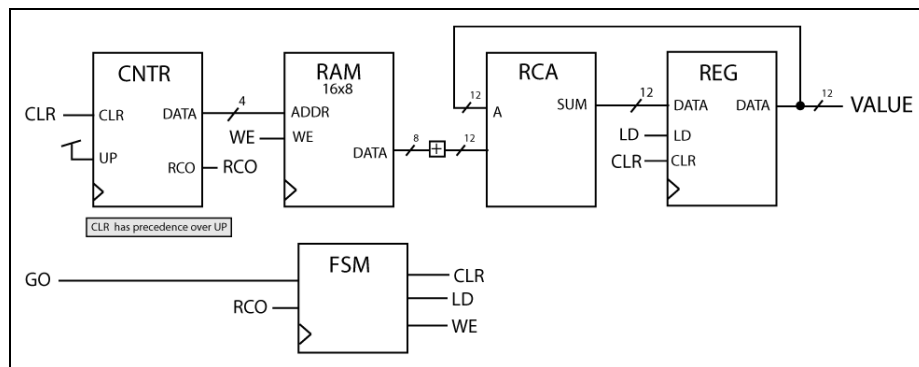 CNTR
CLR
CLR
UP
DATA
RCO
RCO
4
CLR has precedence over UP
RAM
16x8
ADDR
WE
WE
DATA
8
+
12
RCA
12
A
SUM
12
REG
DATA
DATA
LD
LD
CLR
CLR
12
VALUE
FSM
GO
RCO
CLR
LD
WE